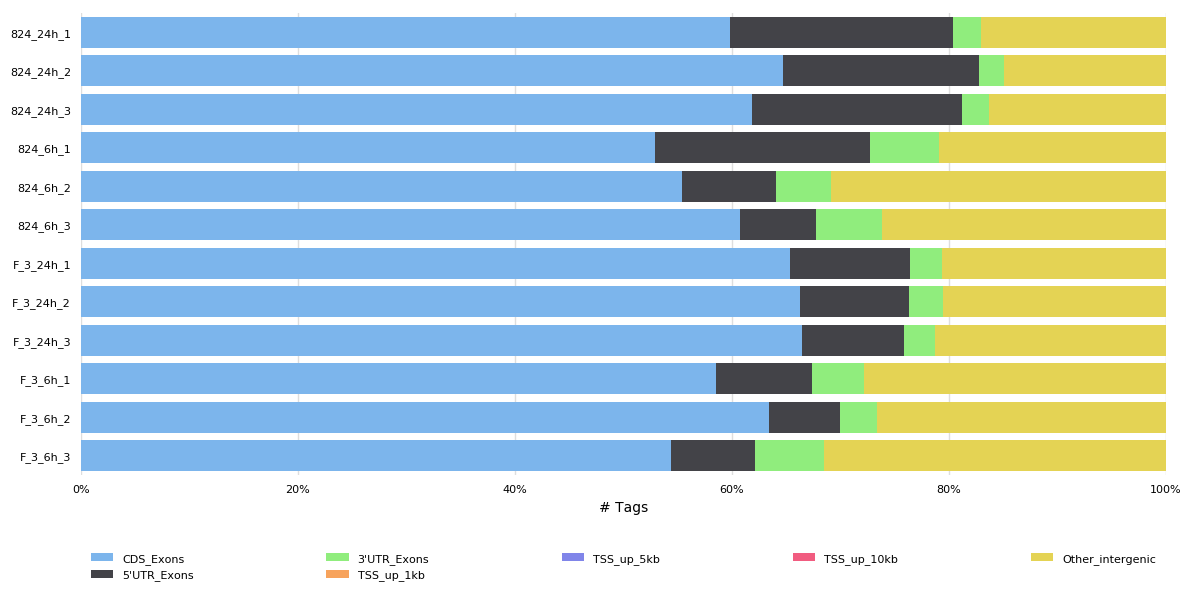 824_24h_1
824_24h_2
824_24h_3
824_6h_1
824_6h_2
824_6h_3
F_3_24h_1
F_3_24h_2
F_3_24h_3
F_3_6h_1
F_3_6h_2
F_3_6h_3
0% 20% 40% 60% 80% 100%
# Tags
CDS_Exons 3'UTR_Exons TSS_up_5kb TSS_up_10kb Other_intergenic
5'UTR_Exons TSS_up_1kb